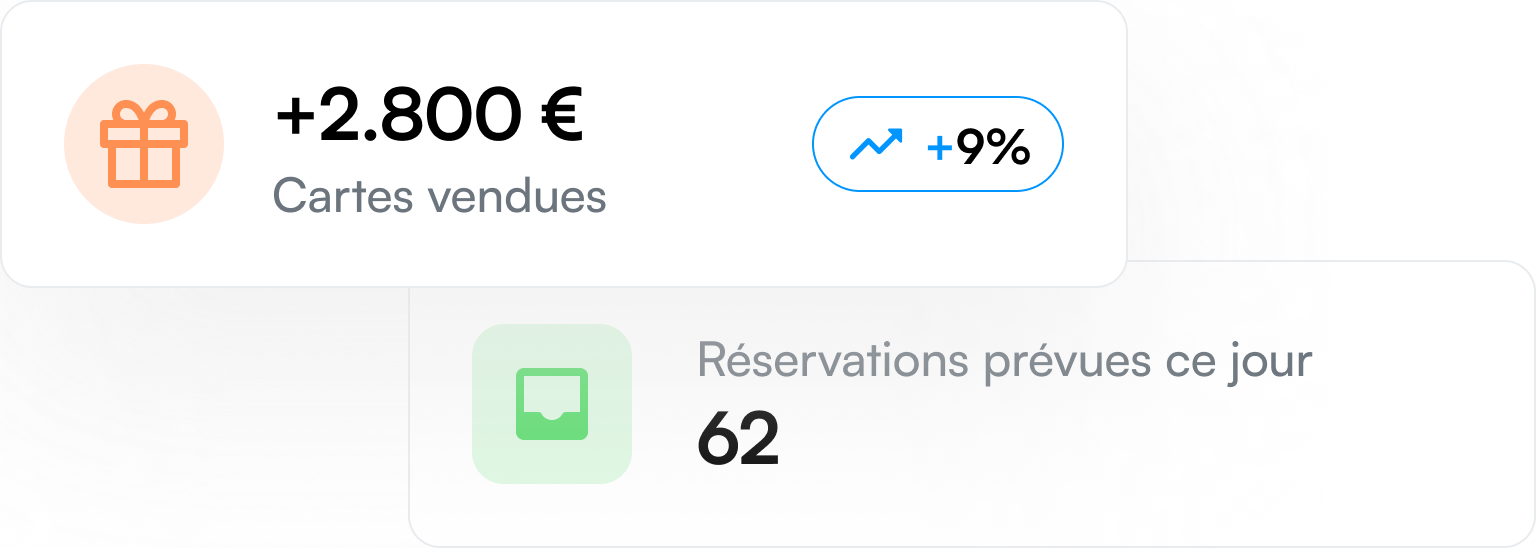 +2.800 €
Cartes vendues
+9%
Réservations prévues ce jour
62